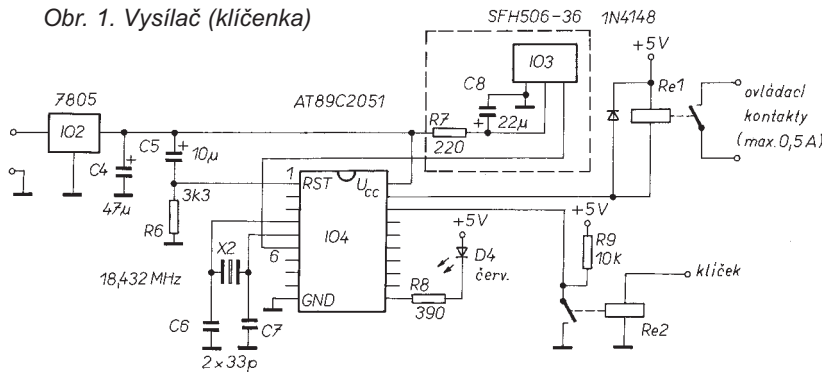 Obr. 1. Vysílač (klíčenka)
SFH506-36
1N4148
+5V
IO3
C8
+
22µ
Re1
ovládací
kontakty
(max.0,5A)
7805
IO2
AT89C2051
R7
220
C4
+
47µ
C5
+
10µ
3k3
R6
1
RST
UCC
IO4
6
GND
X2
18,432 MHz
C6
C7
2×33p
+5V
D4
červ.
R8
390
+5V
R9
10k
klíček
Re2